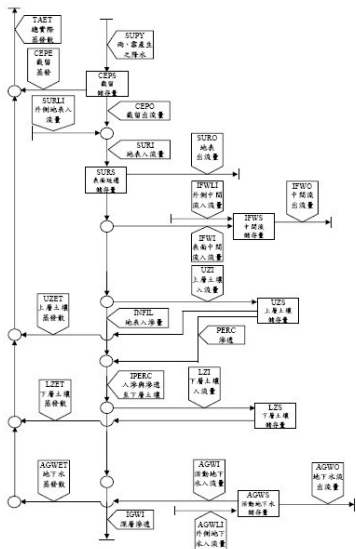 TAET
總實際
蒸發散
SUPY
雨、雪產生
之降水
CEPE
截留
蒸發
CEPS
截留
儲存量
SURLI
外側地表入
流量
CEPO
截留出流量
SURI
地表入流量
SURO
地表
出流量
SURS
表面延遲
儲存量
IFWLI
外側中間
流入流量
IFWO
中間流
出流量
IFWS
中間流
儲存量
IFWI
表面中間
流入流量
UZI
上層土壤
入流量
UZET
上層土壤
蒸發散
INFIL
地表入滲量
UZS
上層土壤
儲存量
PERC
滲透
LZET
下層土壤
蒸發散
IPERC
入滲與滲透
至下層土壤
LZI
下層土壤
入流量
LZS
下層土壤
儲存量
AGWET
地下水
蒸發散
AGWI
活動地下
水入流量
AGWO
地下水流
出流量
AGWS
活動地下水
儲存量
IGWI
深層滲透
AGWLI
外側地下
水入流量